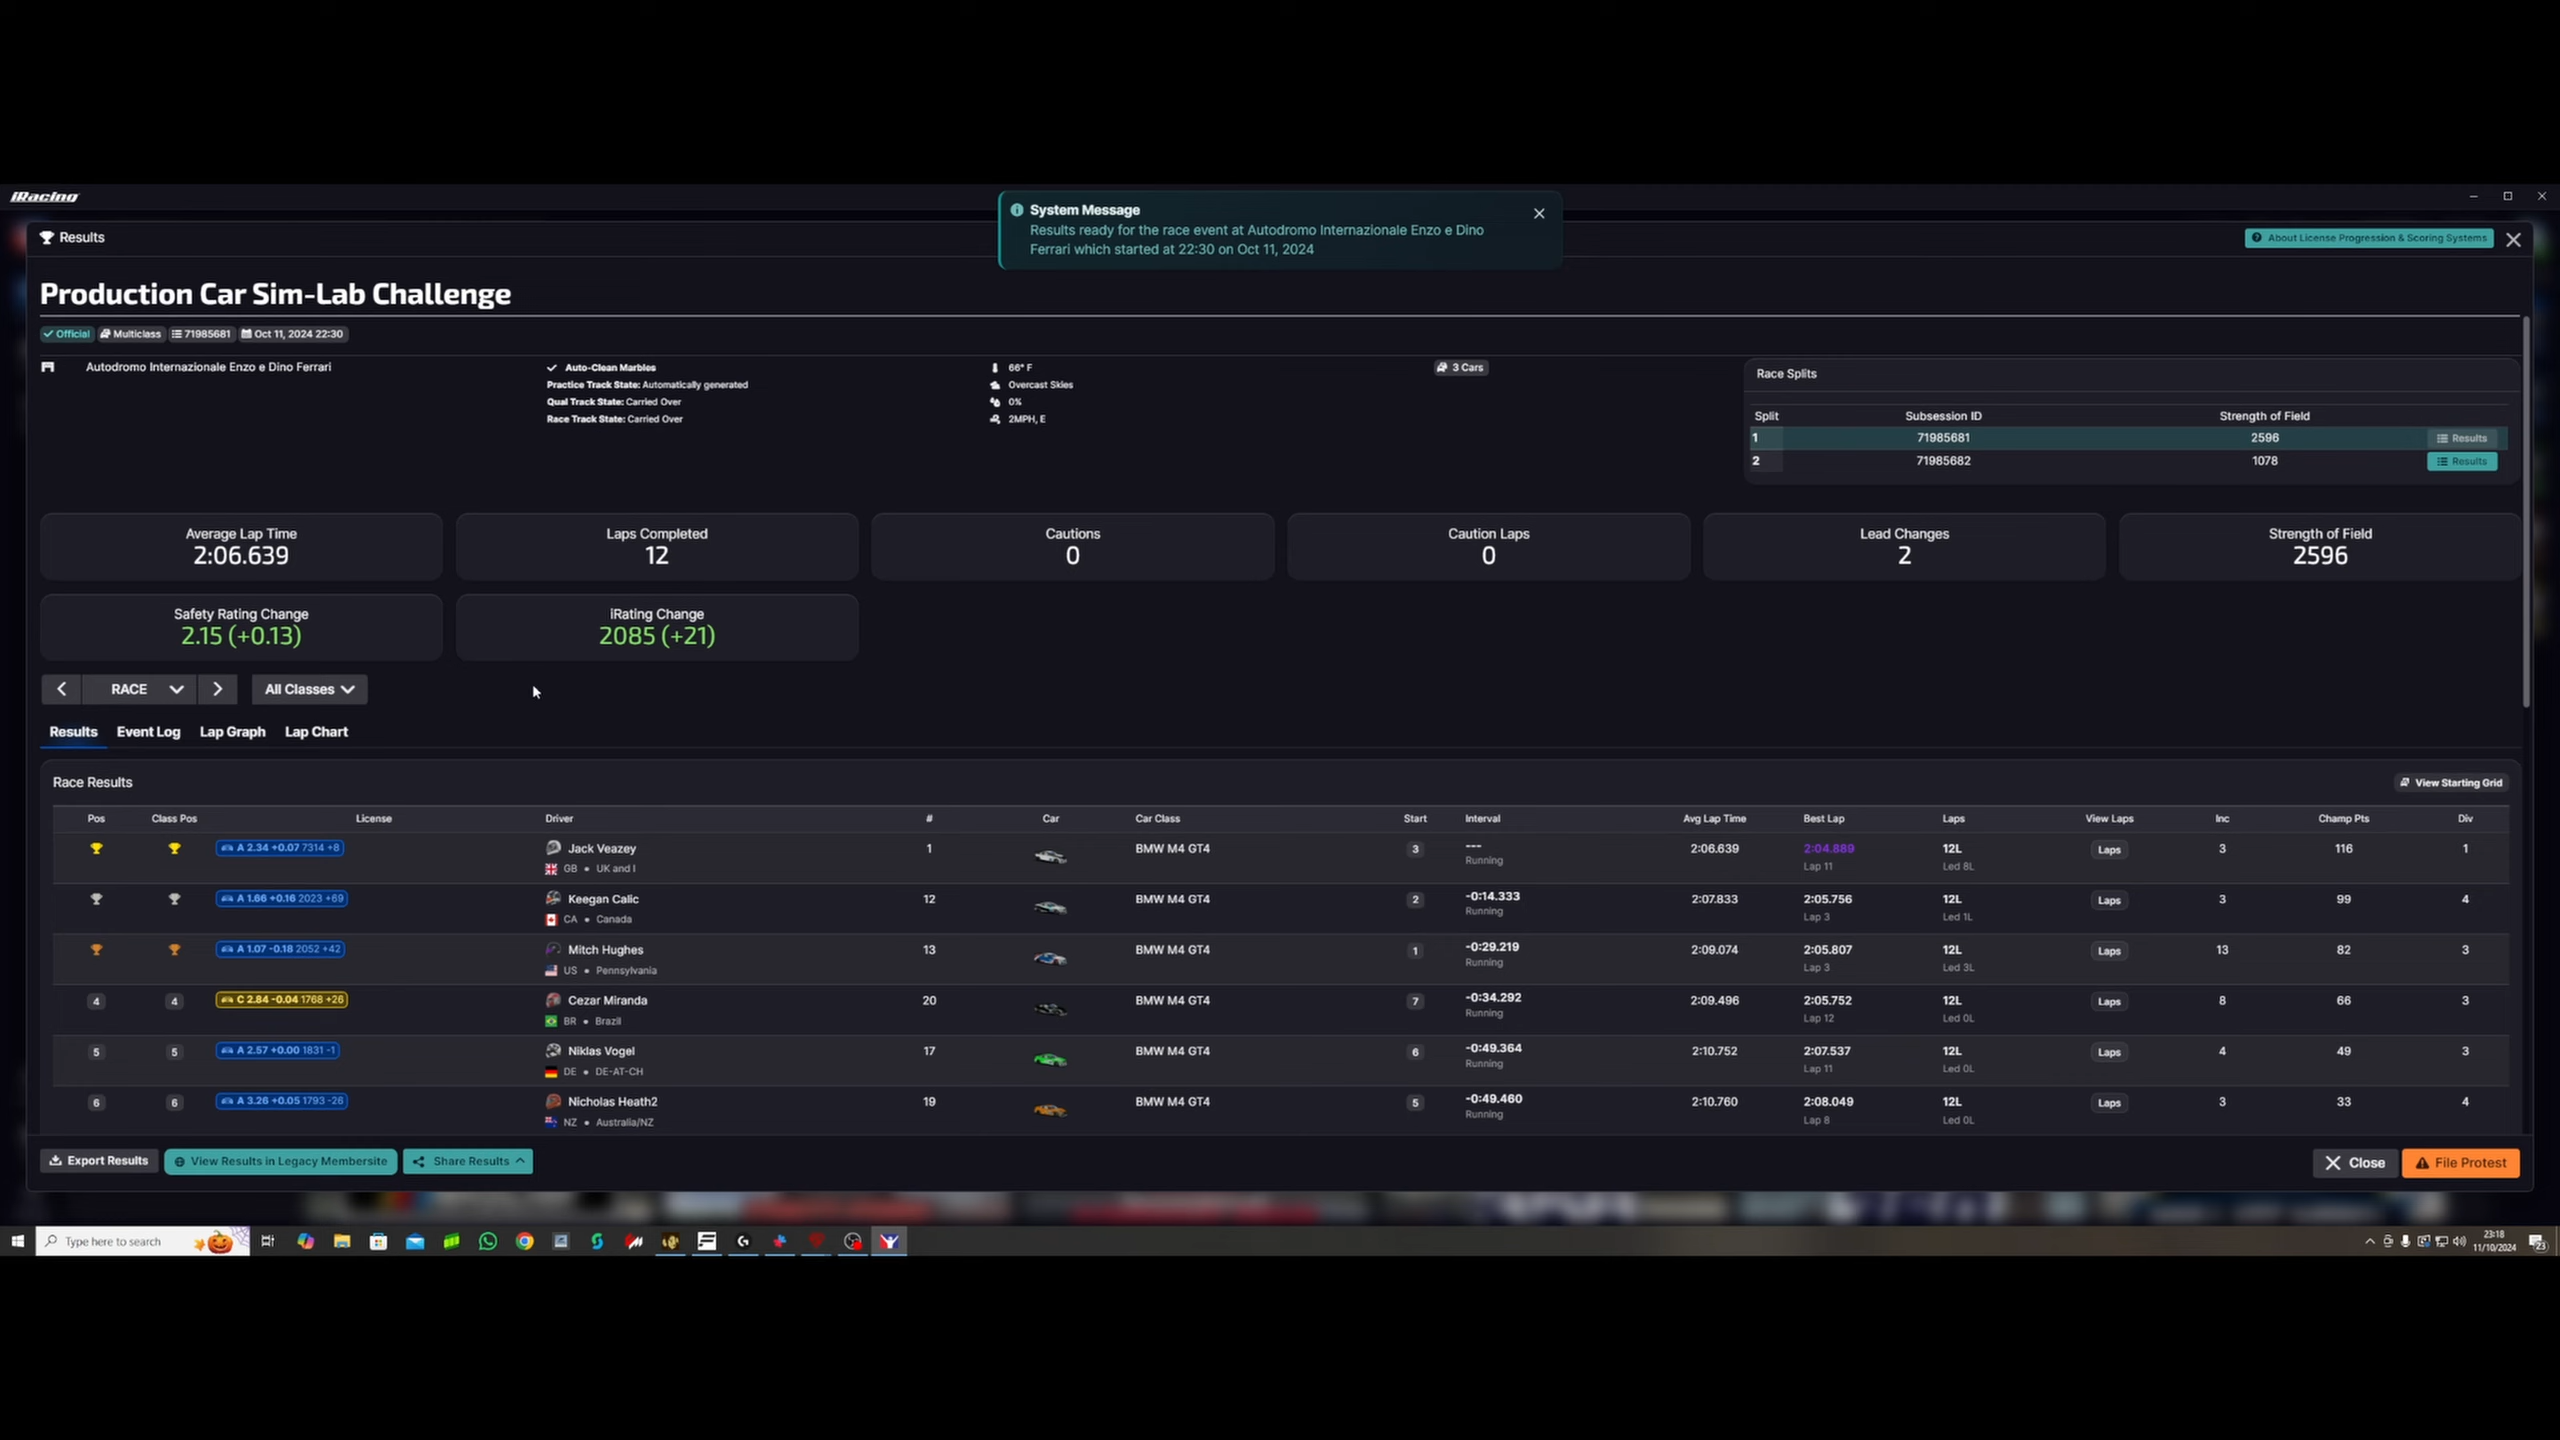 iRacing
System Message
Results ready for the race event at Autodromo Internazionale Enzo e Dino
Ferrari which started at 22:30 on Oct 11, 2024
Results
About License Progression & Scoring Systems
Production Car Sim-Lab Challenge
Official Multiclass 71985681 Oct 11, 2024 22:30
Autodromo Internazionale Enzo e Dino Ferrari
Auto-Clean Marbles
Practice Track State: Automatically generated
Qual Track State: Carried Over
Race Track State: Carried Over
66° F
Overcast Skies
0%
2MPH, E
3 Cars
Race Splits
Split Subsession ID Strength of Field
1 71985681 2596 Results
2 71985682 1078 Results
Average Lap Time
2:06.639
Laps Completed
12
Cautions
0
Caution Laps
0
Lead Changes
2
Strength of Field
2596
Safety Rating Change
2.15 (+0.13)
iRating Change
2085 (+21)
RACE All Classes
Results Event Log Lap Graph Lap Chart
Race Results View Starting Grid
Pos Class Pos License Driver # Car Car Class Start Interval Avg Lap Time Best Lap Laps View Laps Inc Champ Pts Div
A 2.34 +0.07 7314 +8 Jack Veazey 1 BMW M4 GT4 3 --- 2:06.639 2:04.889 12L Laps 3 116 1
GB • UK and I Running Lap 11 Led 8L
A 1.66 +0.16 2023 +69 Keegan Calic 12 BMW M4 GT4 2 -0:14.333 2:07.833 2:05.756 12L Laps 3 99 4
CA • Canada Running Lap 3 Led 1L
A 1.07 -0.18 2052 +42 Mitch Hughes 13 BMW M4 GT4 1 -0:29.219 2:09.074 2:05.807 12L Laps 13 82 3
US • Pennsylvania Running Lap 3 Led 3L
4 4 C 2.84 -0.04 1768 +26 Cezar Miranda 20 BMW M4 GT4 7 -0:34.292 2:09.496 2:05.752 12L Laps 8 66 3
BR • Brazil Running Lap 12 Led 0L
5 5 A 2.57 +0.00 1831 -1 Niklas Vogel 17 BMW M4 GT4 6 -0:49.364 2:10.752 2:07.537 12L Laps 4 49 3
DE • DE-AT-CH Running Lap 11 Led 0L
6 6 A 3.26 +0.05 1793 -26 Nicholas Heath2 19 BMW M4 GT4 5 -0:49.460 2:10.760 2:08.049 12L Laps 3 33 4
NZ • Australia/NZ Running Lap 8 Led 0L
Export Results View Results in Legacy Membersite Share Results Close File Protest
Type here to search
23:18
11/10/2024
23